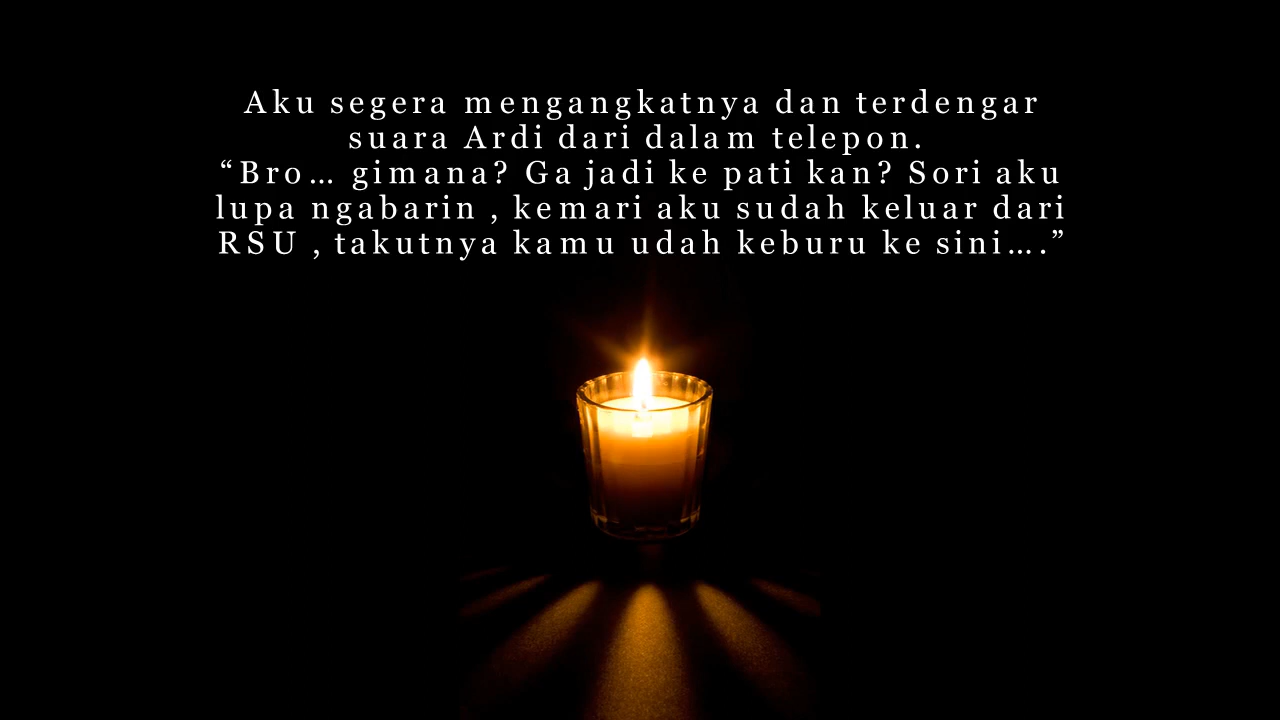 Aku segera mengangkatnya dan terdengar
suara Ardi dari dalam telepon.
“Bro… gimana? Ga jadi ke pati kan? Sori aku
lupa ngabarin , kemari aku sudah keluar dari
RSU , takutnya kamu udah keburu ke sini….”